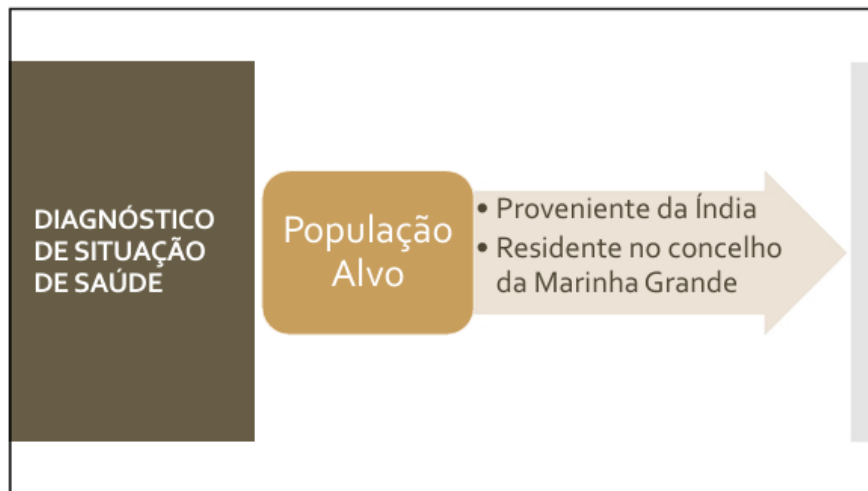 DIAGNÓSTICO
DE SITUAÇÃO
DE SAÚDE
População
Alvo
• Proveniente da Índia
• Residente no concelho
da Marinha Grande